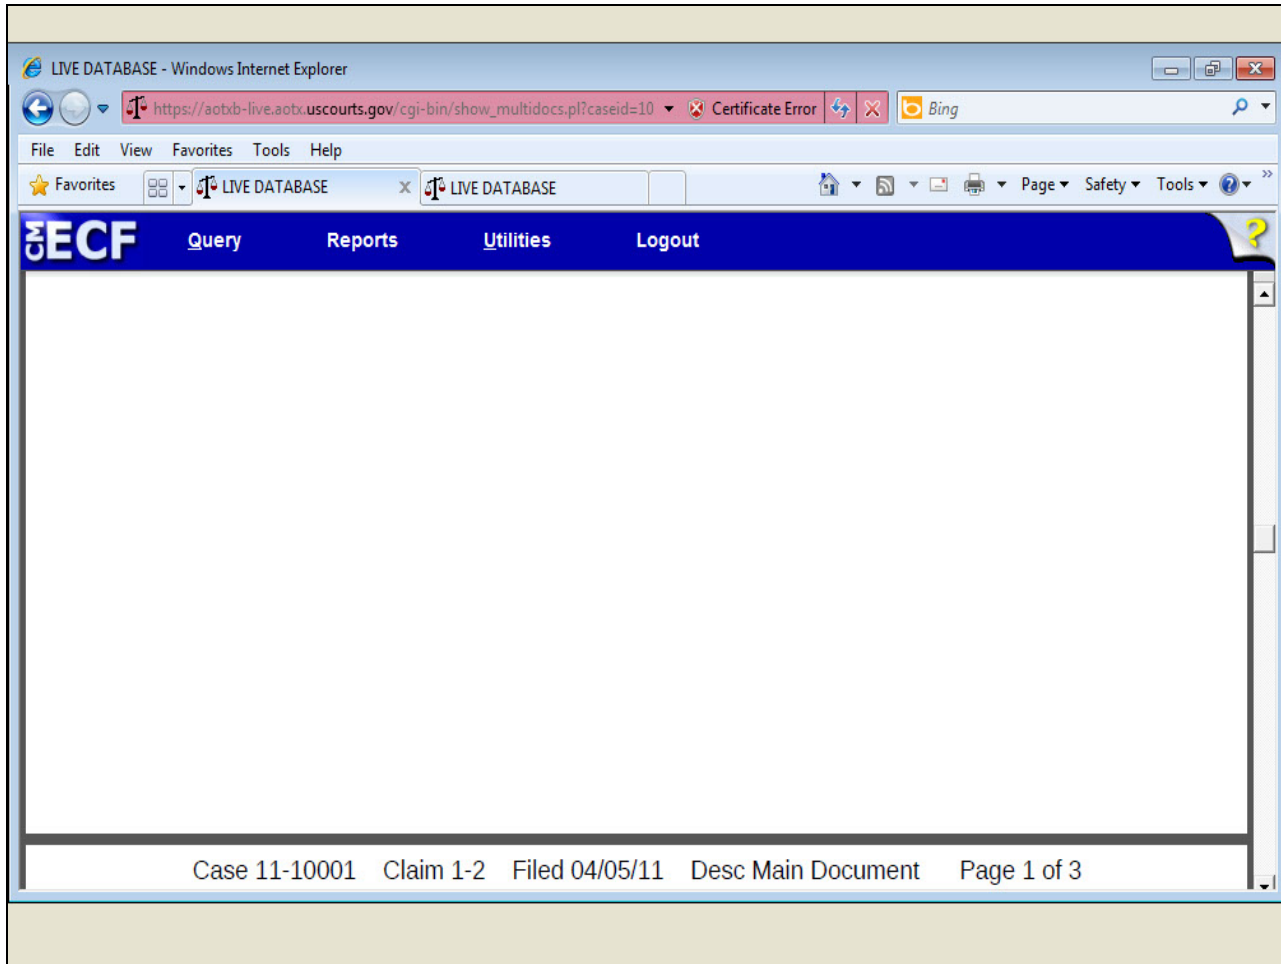 LIVE DATABASE - Windows Internet Explorer
https://aotxb-live.aotx.uscourts.gov/cgi-bin/show_multidocs.pl?caseid=10 Certificate Error Bing
File Edit View Favorites Tools Help
Favorites LIVE DATABASE X LIVE DATABASE Page Safety Tools
CM ECF Query Reports Utilities Logout ?
Case 11-10001 Claim 1-2 Filed 04/05/11 Desc Main Document Page 1 of 3